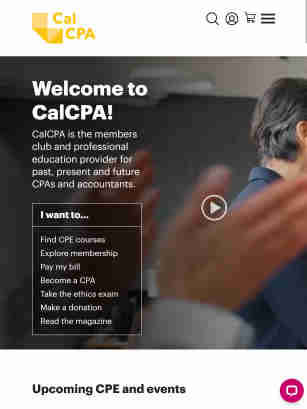 Cal
CPA
Welcome to
CalCPA!
CalCPA is the members
club and professional
education provider for
past, present and future
CPAs and accountants.
I want to...
Find CPE courses
Explore membership
Pay my bill
Become a CPA
Take the ethics exam
Make a donation
Read the magazine
Upcoming CPE and events